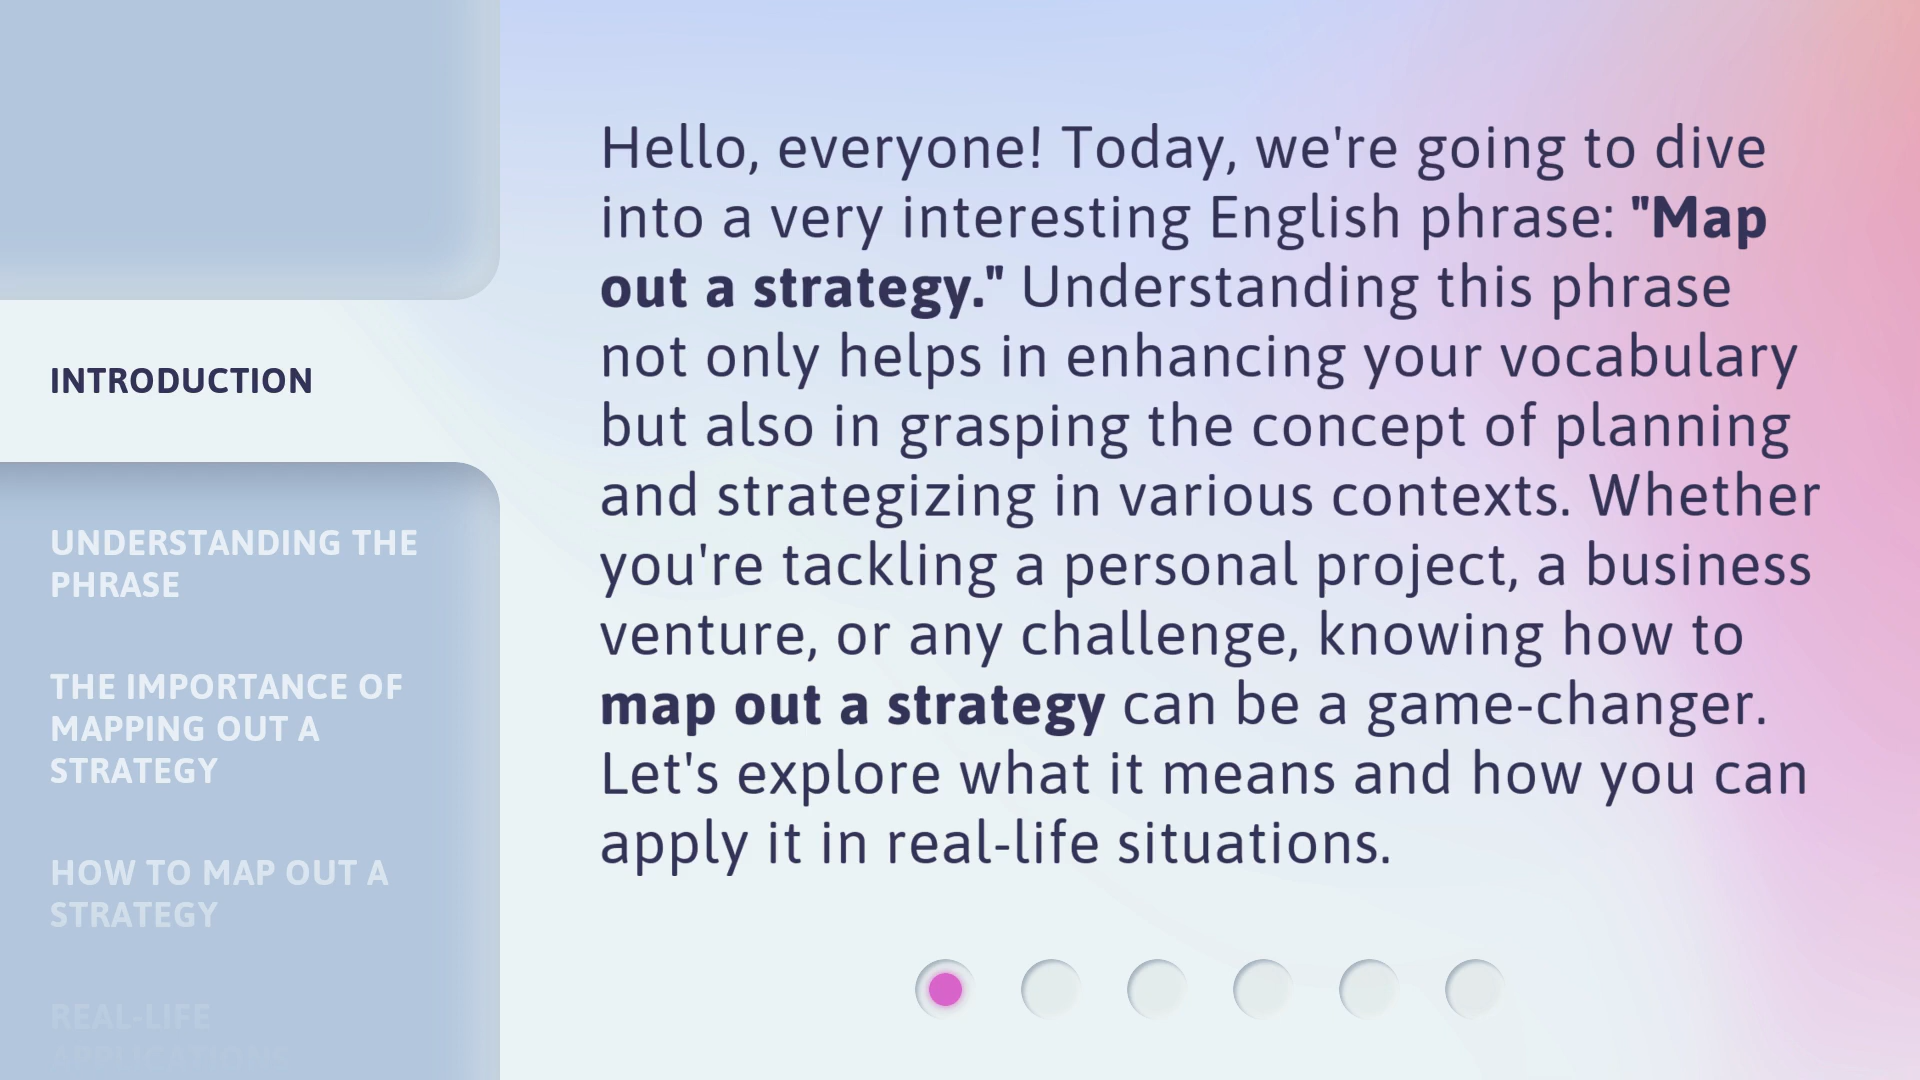 INTRODUCTION
UNDERSTANDING THE
PHRASE
THE IMPORTANCE OF
MAPPING OUT A
STRATEGY
HOW TO MAP OUT A
STRATEGY
REAL-LIFE
APPLICATIONS
Hello, everyone! Today, we're going to dive
into a very interesting English phrase: "Map
out a strategy." Understanding this phrase
not only helps in enhancing your vocabulary
but also in grasping the concept of planning
and strategizing in various contexts. Whether
you're tackling a personal project, a business
venture, or any challenge, knowing how to
map out a strategy can be a game-changer.
Let's explore what it means and how you can
apply it in real-life situations.